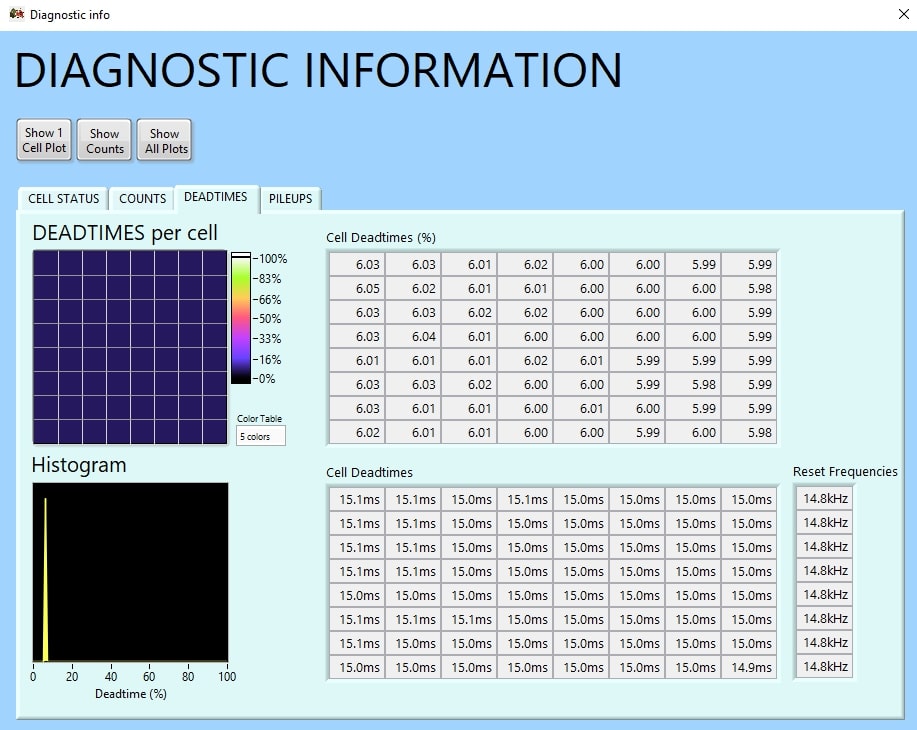 Diagnostic info
DIAGNOSTIC INFORMATION
Show 1
Cell Plot
Show
Counts
Show
All Plots
CELL STATUS
COUNTS
DEADTIMES
PILEUPS
DEADTIMES per cell
100%
83%
66%
50%
33%
16%
0%
Color Table
5 colors
Cell Deadtimes (%)
6.03 6.03 6.01 6.02 6.00 6.00 5.99 5.99
6.05 6.02 6.01 6.01 6.00 6.00 6.00 5.98
6.03 6.03 6.02 6.02 6.00 6.00 6.00 5.99
6.03 6.04 6.01 6.00 6.00 6.00 6.00 5.99
6.01 6.01 6.01 6.02 6.01 5.99 5.99 5.99
6.03 6.03 6.02 6.00 6.00 5.99 5.98 5.99
6.03 6.01 6.01 6.00 6.01 6.00 5.99 5.99
6.02 6.01 6.01 6.00 6.00 5.99 6.00 5.98
Histogram
0 20 40 60 80 100
Deadtime (%)
Cell Deadtimes
15.1ms 15.1ms 15.0ms 15.1ms 15.0ms 15.0ms 15.0ms 15.0ms
15.1ms 15.1ms 15.0ms 15.0ms 15.0ms 15.0ms 15.0ms 15.0ms
15.1ms 15.1ms 15.0ms 15.0ms 15.0ms 15.0ms 15.0ms 15.0ms
15.1ms 15.1ms 15.0ms 15.0ms 15.0ms 15.0ms 15.0ms 15.0ms
15.0ms 15.0ms 15.0ms 15.0ms 15.0ms 15.0ms 15.0ms 15.0ms
15.1ms 15.1ms 15.1ms 15.0ms 15.0ms 15.0ms 15.0ms 15.0ms
15.1ms 15.0ms 15.0ms 15.0ms 15.0ms 15.0ms 15.0ms 15.0ms
15.0ms 15.0ms 15.0ms 15.0ms 15.0ms 15.0ms 15.0ms 14.9ms
Reset Frequencies
14.8kHz
14.8kHz
14.8kHz
14.8kHz
14.8kHz
14.8kHz
14.8kHz
14.8kHz